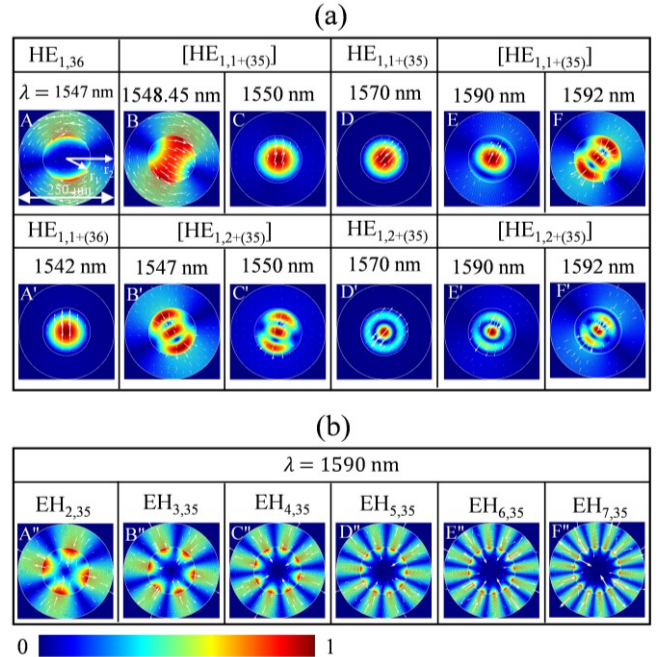 (a)
HE1,36 [HE1,1+(35)] HE1,1+(35) [HE1,1+(35)]
λ = 1547 nm 1548.45 nm 1550 nm 1570 nm 1590 nm 1592 nm
A B C D E F
r1 r2
250 μm
HE1,1+(36) [HE1,2+(35)] HE1,2+(35) [HE1,2+(35)]
1542 nm 1547 nm 1550 nm 1570 nm 1590 nm 1592 nm
A' B' C' D' E' F'
(b)
λ = 1590 nm
EH2,35 EH3,35 EH4,35 EH5,35 EH6,35 EH7,35
A" B" C" D" E" F"
0 1